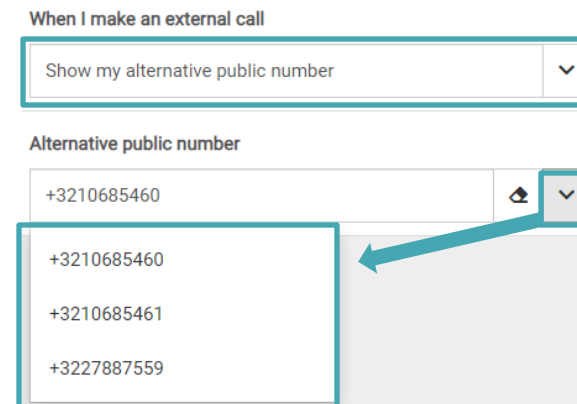 When I make an external call
Show my alternative public number
Alternative public number
+3210685460
+3210685460
+3210685461
+3227887559